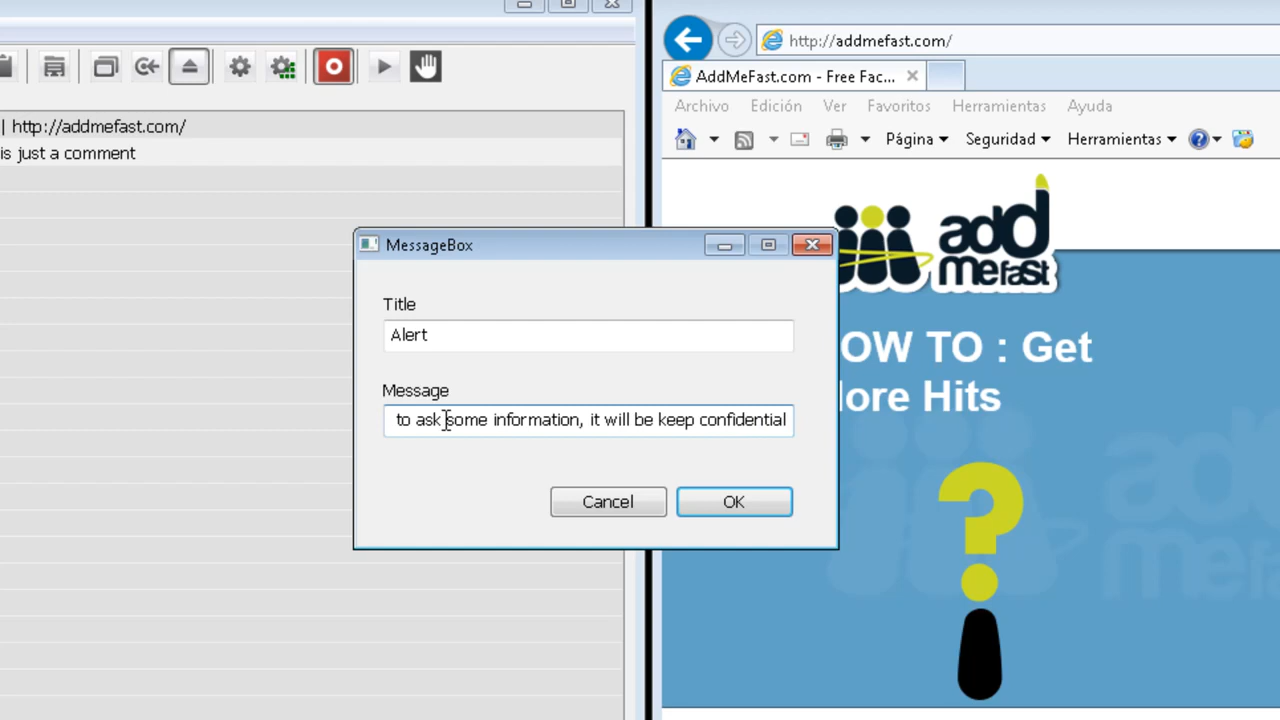 http://addmefast.com/
AddMeFast.com - Free Fac...
Archivo Edición Ver Favoritos Herramientas Ayuda
Página Seguridad Herramientas
| http://addmefast.com/
is just a comment
add
mefast
MessageBox
Title
Alert
OW TO : Get
ore Hits
Message
to ask some information, it will be keep confidential
Cancel OK
?